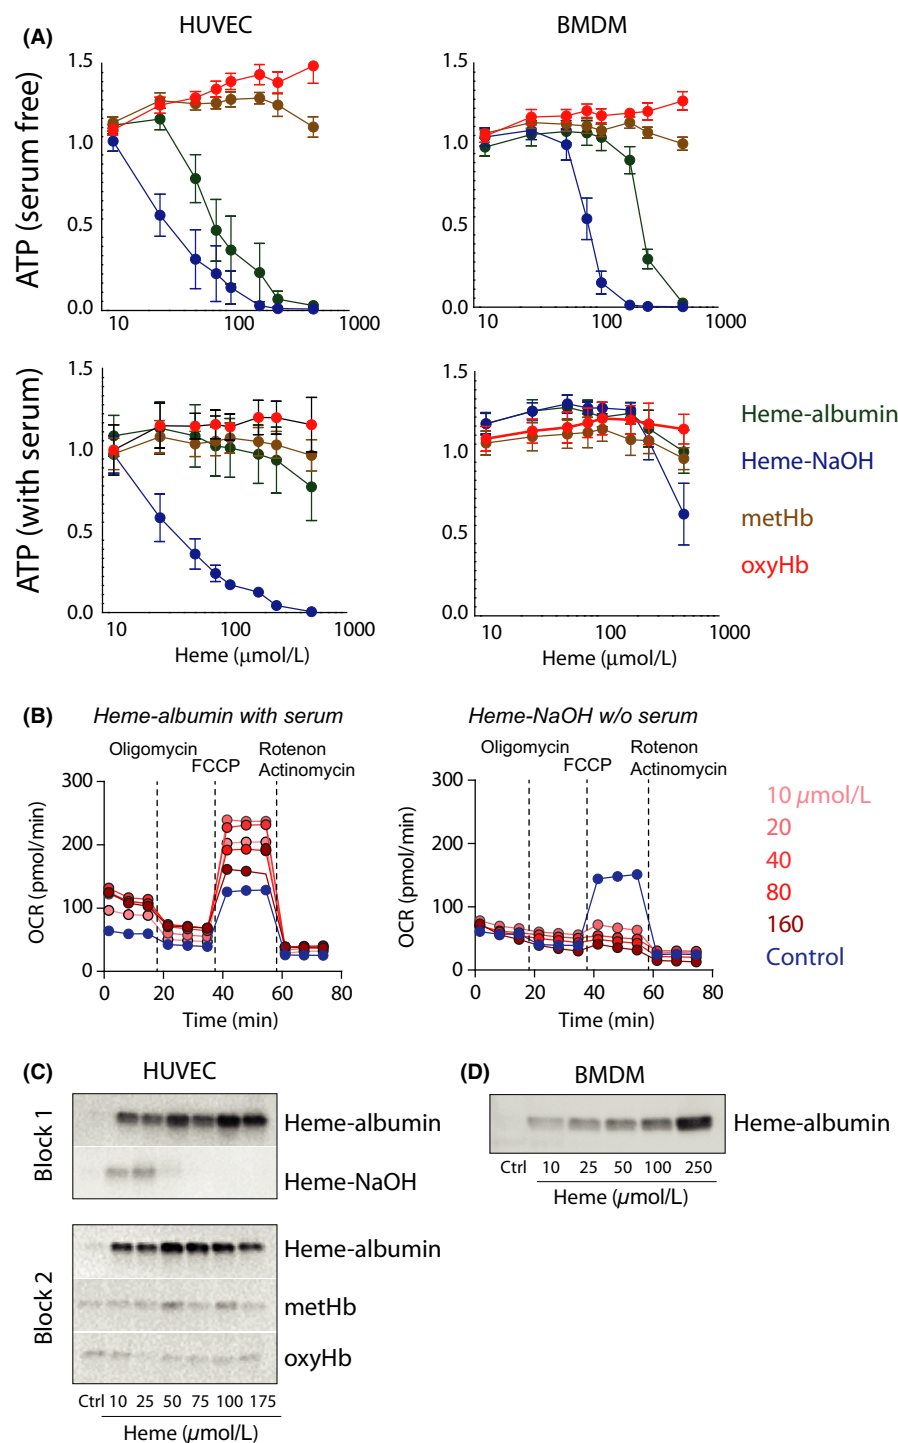 (A)
HUVEC
BMDM
ATP (serum free)
1.5
1.0
0.5
0.0
10
100
1000
1.5
1.0
0.5
0.0
10
100
1000
ATP (with serum)
1.5
1.0
0.5
0.0
10
100
1000
Heme (μmol/L)
1.5
1.0
0.5
0.0
10
100
1000
Heme (μmol/L)
Heme-albumin
Heme-NaOH
metHb
oxyHb
(B)
Heme-albumin with serum
Oligomycin
FCCP
Rotenon
Actinomycin
OCR (pmol/min)
300
200
100
0
0
20
40
60
80
Time (min)
Heme-NaOH w/o serum
Oligomycin
FCCP
Rotenon
Actinomycin
OCR (pmol/min)
300
200
100
0
0
20
40
60
80
Time (min)
10 μmol/L
20
40
80
160
Control
(C)
HUVEC
Block 1
Heme-albumin
Heme-NaOH
Block 2
Heme-albumin
metHb
oxyHb
Ctrl 10 25 50 75 100 175
Heme (μmol/L)
(D)
BMDM
Heme-albumin
Ctrl 10 25 50 100 250
Heme (μmol/L)